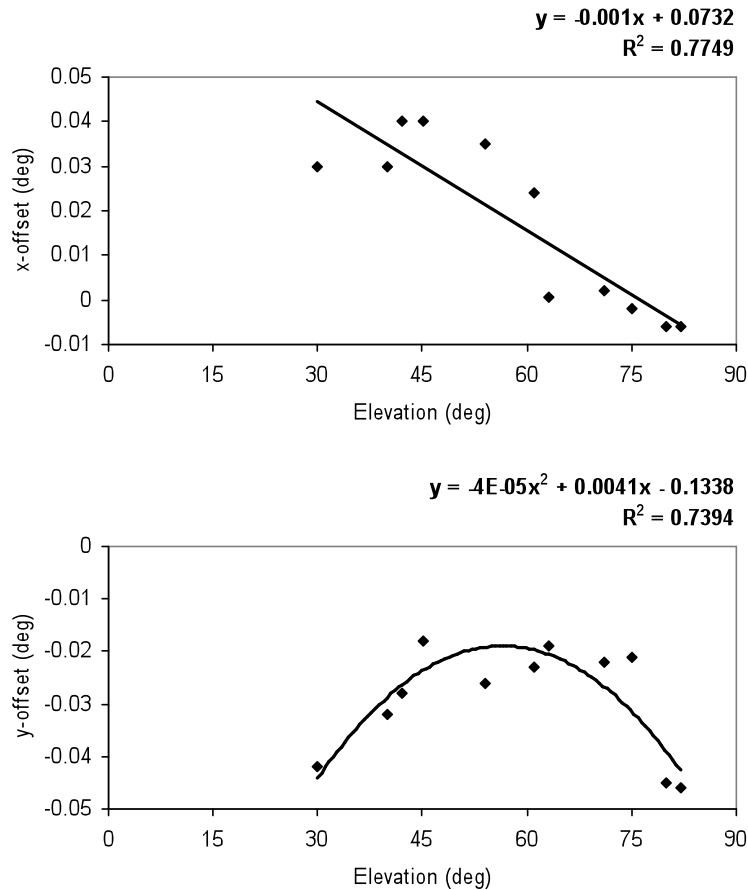 y = -0.001x + 0.0732
R² = 0.7749
0.05
0.04
0.03
0.02
0.01
0
-0.01
x-offset (deg)
0 15 30 45 60 75 90
Elevation (deg)
y = -4E-05x² + 0.0041x - 0.1338
R² = 0.7394
0
-0.01
-0.02
-0.03
-0.04
-0.05
y-offset (deg)
0 15 30 45 60 75 90
Elevation (deg)